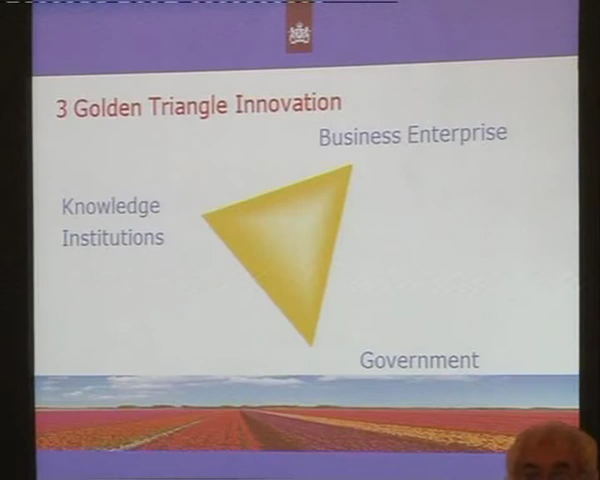 3 Golden Triangle Innovation
Business Enterprise
Knowledge
Institutions
Government